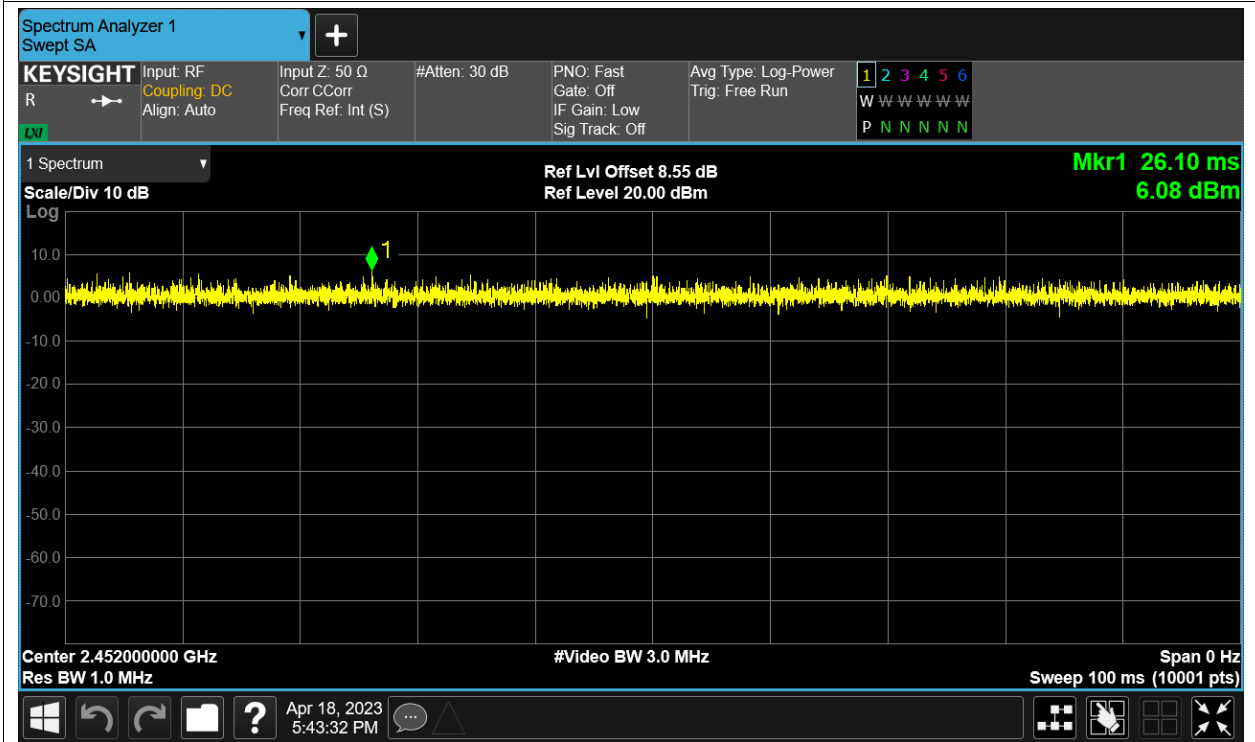 Spectrum Analyzer 1
Swept SA
+
KEYSIGHT
R
LXI
Input: RF
Coupling: DC
Align: Auto
Input Z: 50 Ω
Corr CCorr
Freq Ref: Int (S)
#Atten: 30 dB
PNO: Fast
Gate: Off
IF Gain: Low
Sig Track: Off
Avg Type: Log-Power
Trig: Free Run
1 2 3 4 5 6
W W W W W W
P N N N N N
1 Spectrum
Scale/Div 10 dB
Log
Ref Lvl Offset 8.55 dB
Ref Level 20.00 dBm
Mkr1 26.10 ms
6.08 dBm
1
10.0
0.00
-10.0
-20.0
-30.0
-40.0
-50.0
-60.0
-70.0
Center 2.452000000 GHz
Res BW 1.0 MHz
#Video BW 3.0 MHz
Span 0 Hz
Sweep 100 ms (10001 pts)
?
Apr 18, 2023
5:43:32 PM